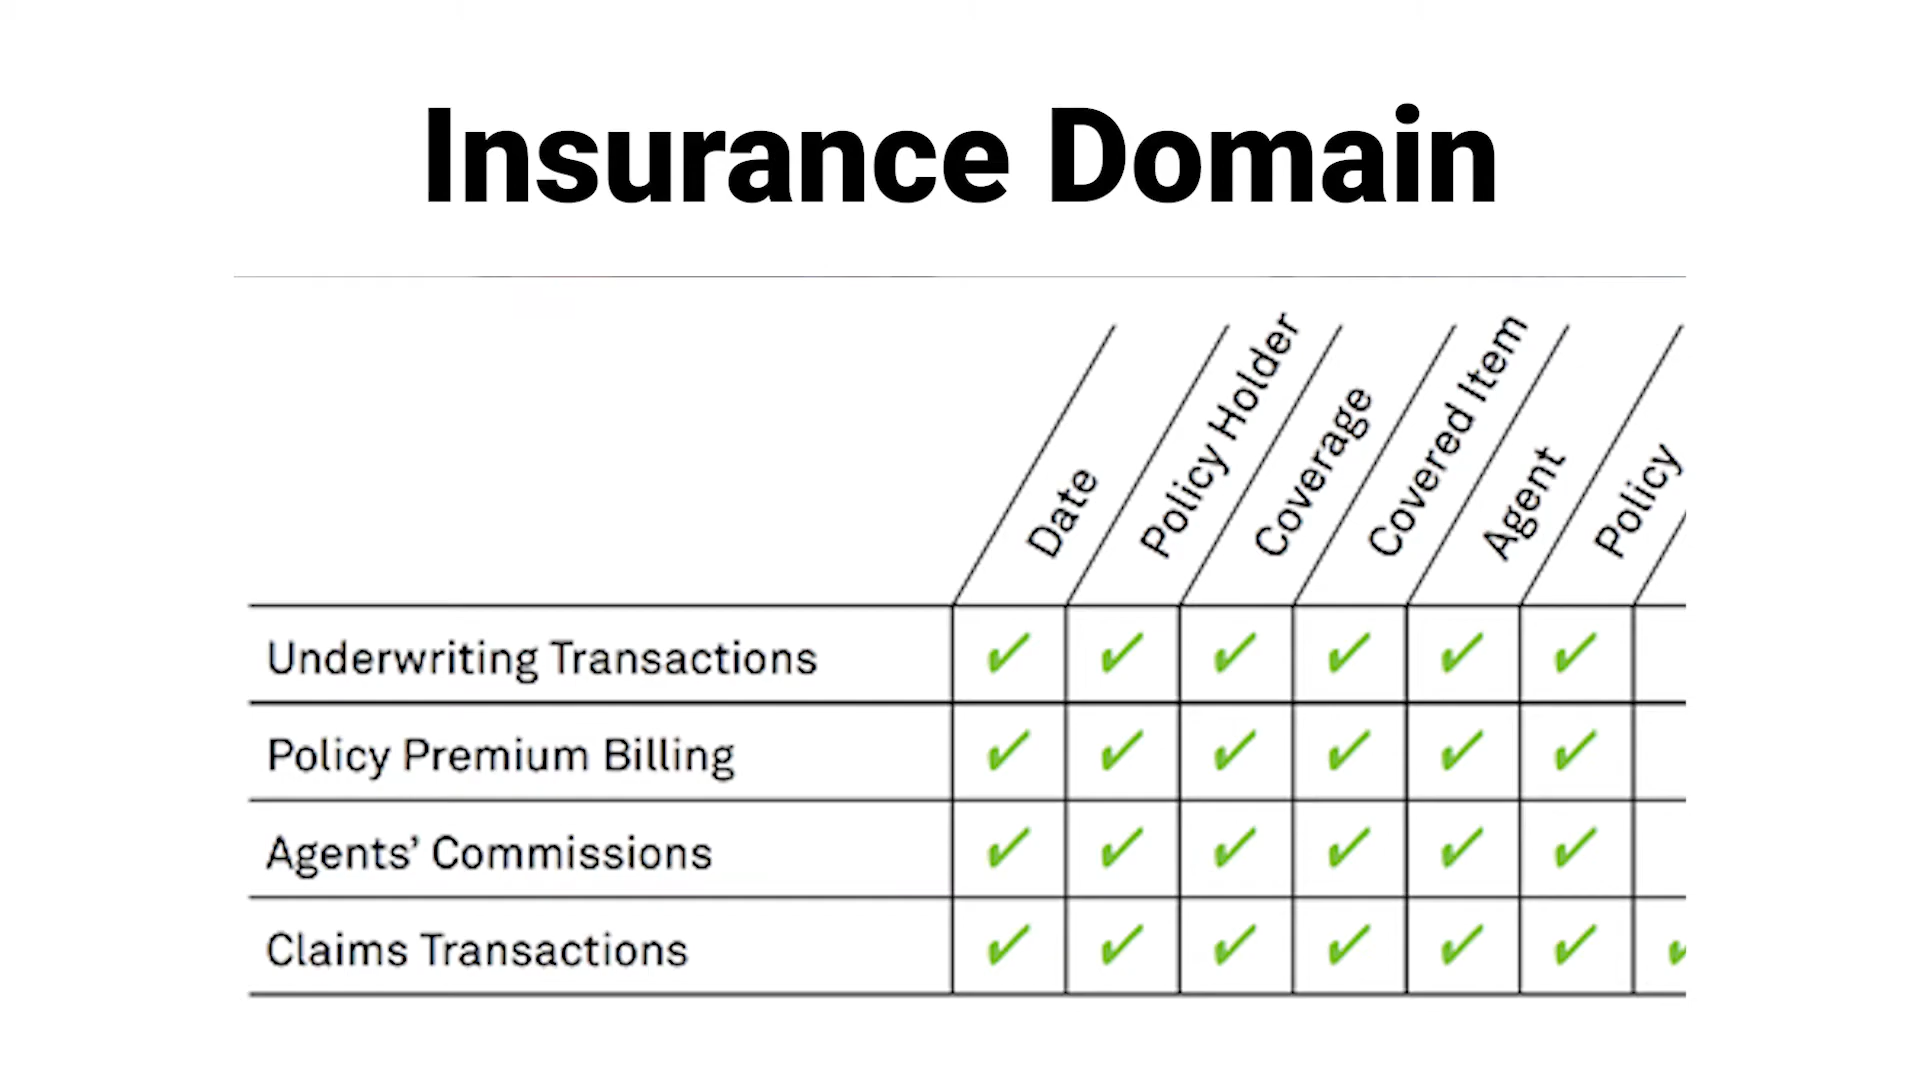 Insurance Domain
Date
Policy Holder
Coverage
Covered Item
Agent
Policy
Underwriting Transactions ✓ ✓ ✓ ✓ ✓ ✓
Policy Premium Billing ✓ ✓ ✓ ✓ ✓ ✓
Agents’ Commissions ✓ ✓ ✓ ✓ ✓ ✓
Claims Transactions ✓ ✓ ✓ ✓ ✓ ✓ ✓